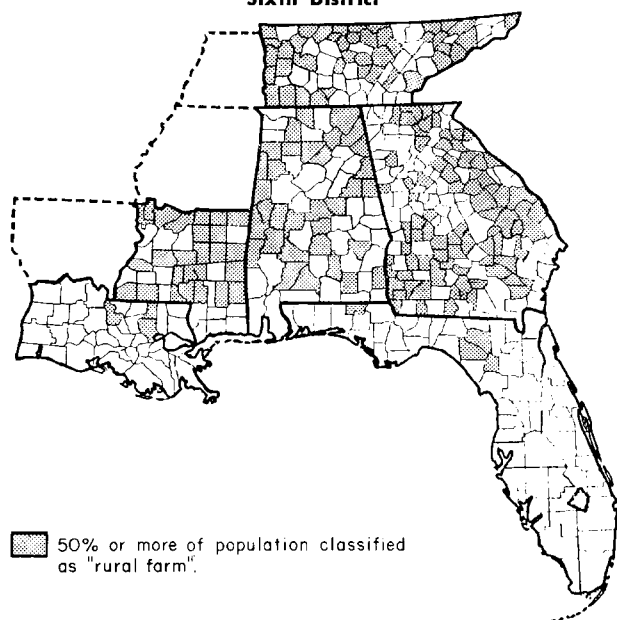 Sixth District
50% or more of population classified
as "rural farm".